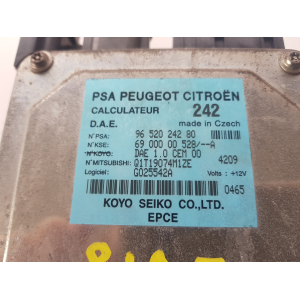 PSA PEUGEOT CITROËN
CALCULATEUR 242
D.A.E. made in Czech
N°PSA: 96 520 242 80
N°KSE: 69 000 00 528/--A
N°KOYO: DAE 1.0 CEM 00
N°MITSUBISHI: Q1T19074M1ZE 4209
Logiciel: G025542A Volts : +12V
0465
KOYO SEIKO CO.,LTD.
EPCE